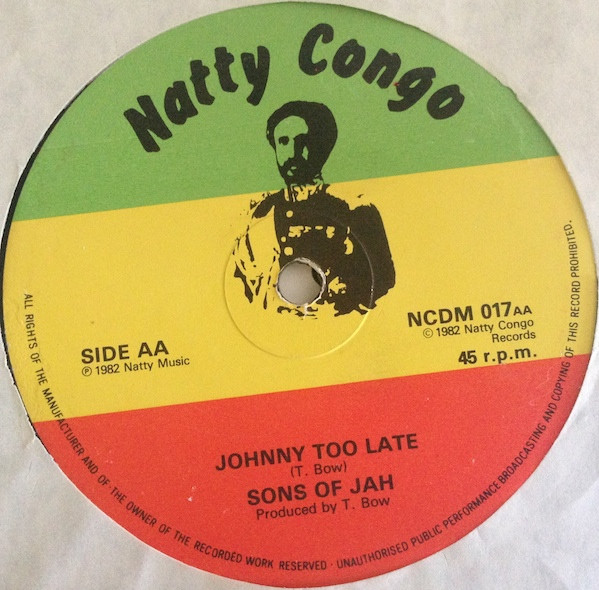 Natty Congo
SIDE AA
Ⓟ 1982 Natty Music
NCDM 017AA
© 1982 Natty Congo
Records
45 r.p.m.
JOHNNY TOO LATE
(T. Bow)
SONS OF JAH
Produced by T. Bow
ALL RIGHTS OF THE MANUFACTURER AND OF THE OWNER OF THE RECORDED WORK RESERVED · UNAUTHORISED PUBLIC PERFORMANCE BROADCASTING AND COPYING OF THIS RECORD PROHIBITED.